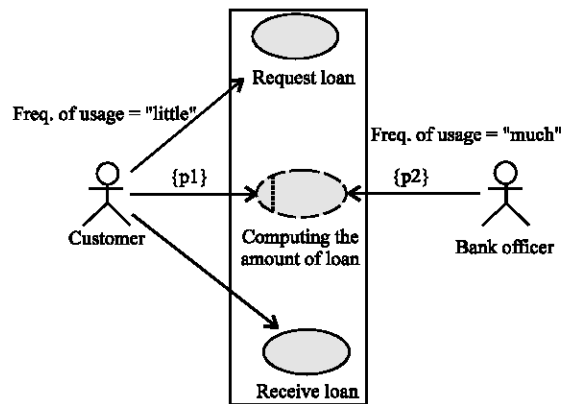 Request loan
Freq. of usage = "little"
Freq. of usage = "much"
{p1}
{p2}
Customer
Computing the
amount of loan
Bank officer
Receive loan